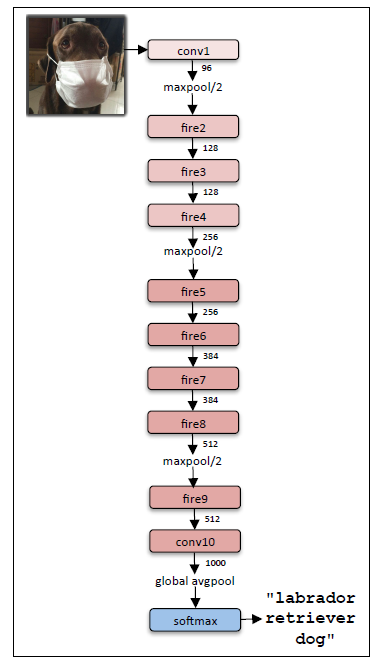 conv1
96
maxpool/2
fire2
128
fire3
128
fire4
256
maxpool/2
fire5
256
fire6
384
fire7
384
fire8
512
maxpool/2
fire9
512
conv10
1000
global avgpool
softmax
"labrador
retriever
dog"